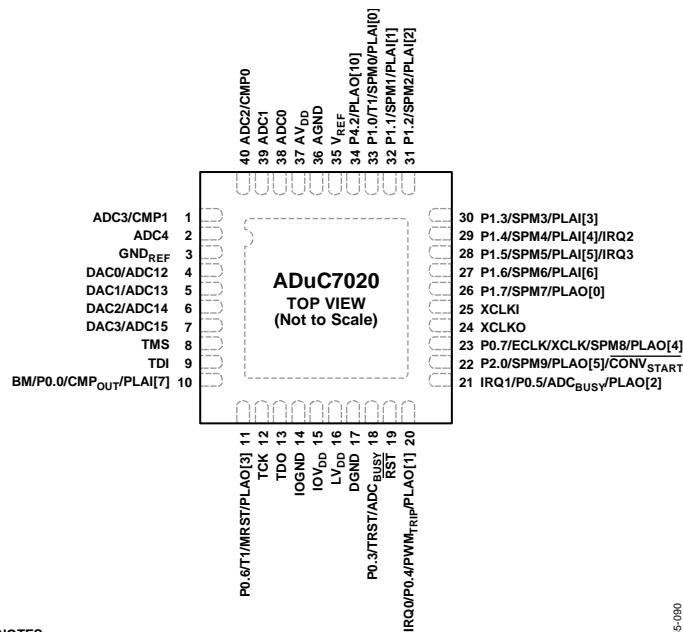 40 ADC2/CMP0
39 ADC1
38 ADC0
37 AVDD
36 AGND
35 VREF
34 P4.2/PLAO[10]
33 P1.0/T1/SPM0/PLAI[0]
32 P1.1/SPM1/PLAI[1]
31 P1.2/SPM2/PLAI[2]
ADC3/CMP1 1
ADC4 2
GNDREF 3
DAC0/ADC12 4
DAC1/ADC13 5
DAC2/ADC14 6
DAC3/ADC15 7
TMS 8
TDI 9
BM/P0.0/CMPOUT/PLAI[7] 10
ADuC7020
TOP VIEW
(Not to Scale)
30 P1.3/SPM3/PLAI[3]
29 P1.4/SPM4/PLAI[4]/IRQ2
28 P1.5/SPM5/PLAI[5]/IRQ3
27 P1.6/SPM6/PLAI[6]
26 P1.7/SPM7/PLAO[0]
25 XCLKI
24 XCLKO
23 P0.7/ECLK/XCLK/SPM8/PLAO[4]
22 P2.0/SPM9/PLAO[5]/CONVSTART
21 IRQ1/P0.5/ADCBUSY/PLAO[2]
P0.6/T1/MRST/PLAO[3] 11
TCK 12
TDO 13
IOGND 14
IOVDD 15
LVDD 16
DGND 17
P0.3/TRST/ADCBUSY 18
RST 19
IRQ0/P0.4/PWMTRIP/PLAO[1] 20
5-090